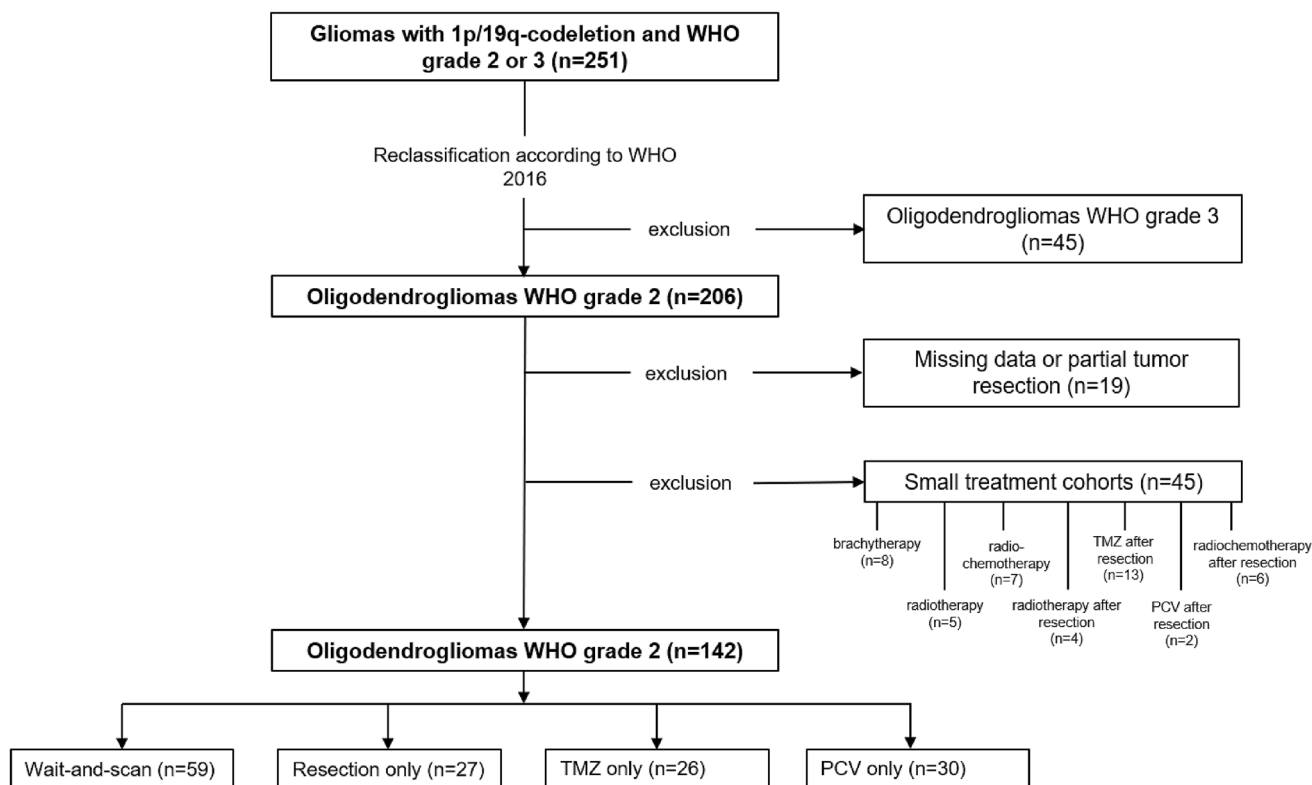 Gliomas with 1p/19q-codeletion and WHO
grade 2 or 3 (n=251)
Reclassification according to WHO
2016
exclusion
Oligodendrogliomas WHO grade 3
(n=45)
Oligodendrogliomas WHO grade 2 (n=206)
exclusion
Missing data or partial tumor
resection (n=19)
exclusion
Small treatment cohorts (n=45)
brachytherapy
(n=8)
radio-
chemotherapy
(n=7)
TMZ after
resection
(n=13)
radiochemotherapy
after resection
(n=6)
radiotherapy
(n=5)
radiotherapy after
resection
(n=4)
PCV after
resection
(n=2)
Oligodendrogliomas WHO grade 2 (n=142)
Wait-and-scan (n=59)
Resection only (n=27)
TMZ only (n=26)
PCV only (n=30)